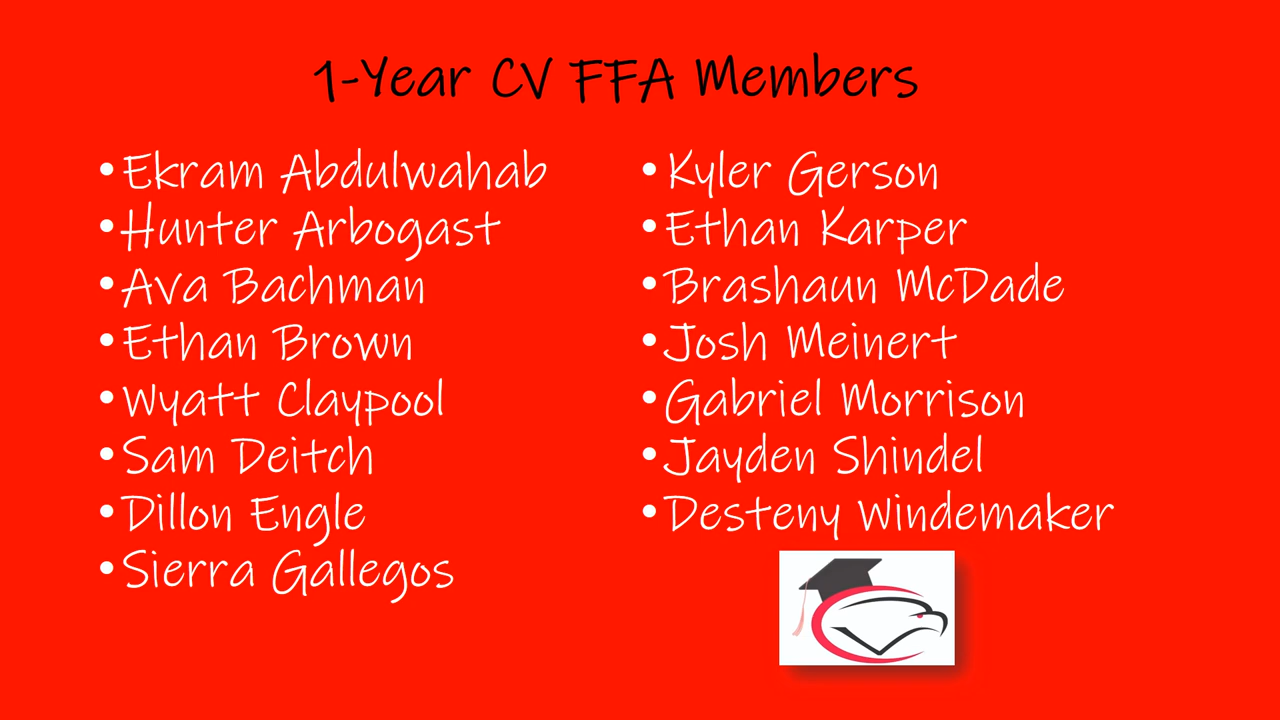 1-Year CV FFA Members
•Ekram Abdulwahab
•Hunter Arbogast
•Ava Bachman
•Ethan Brown
•Wyatt Claypool
•Sam Deitch
•Dillon Engle
•Sierra Gallegos
•Kyler Gerson
•Ethan Karper
•Brashaun McDade
•Josh Meinert
•Gabriel Morrison
•Jayden Shindel
•Desteny Windemaker